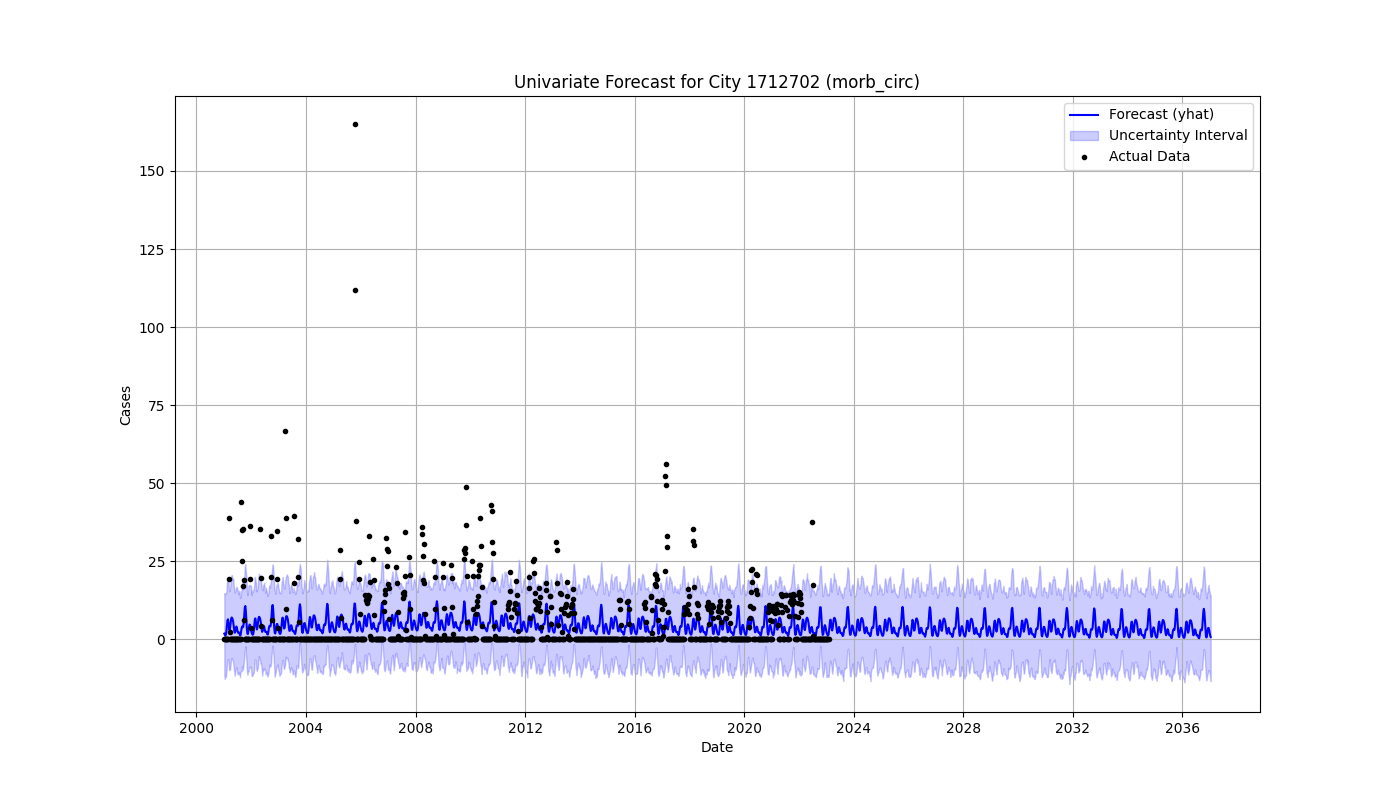 Univariate Forecast for City 1712702 (morb_circ)
Forecast (yhat)
Uncertainty Interval
Actual Data
150
125
100
75
50
25
0
Cases
2000 2004 2008 2012 2016 2020 2024 2028 2032 2036
Date